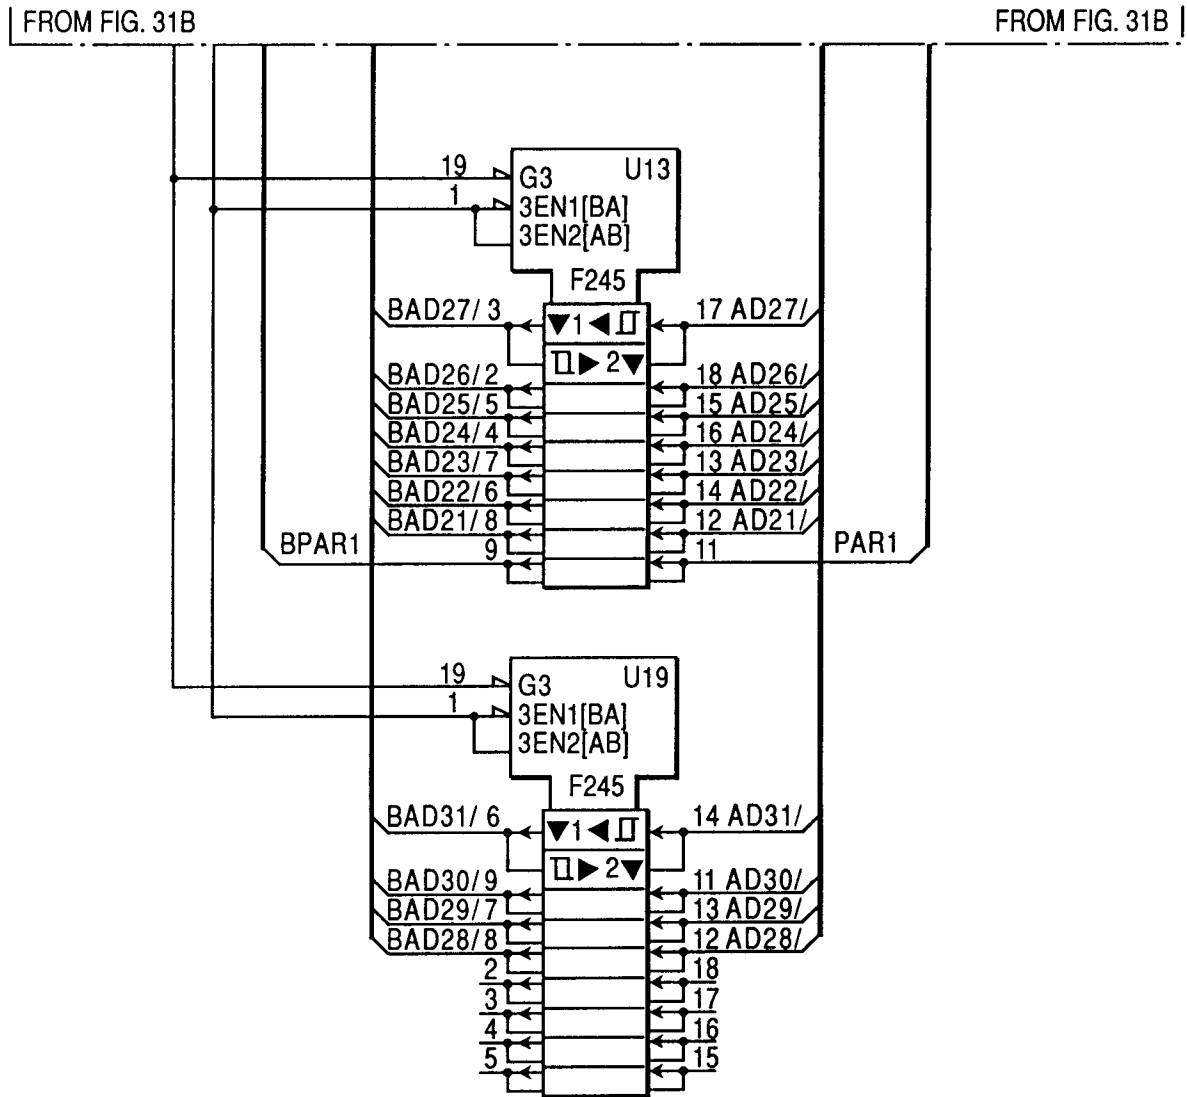 FROM FIG. 31B FROM FIG. 31B
19 G3 U13
1 3EN1[BA]
3EN2[AB]
F245
BAD27/ 3 1 17 AD27/
2
BAD26/ 2 18 AD26/
BAD25/ 5 15 AD25/
BAD24/ 4 16 AD24/
BAD23/ 7 13 AD23/
BAD22/ 6 14 AD22/
BAD21/ 8 12 AD21/
BPAR1 9 11 PAR1
19 G3 U19
1 3EN1[BA]
3EN2[AB]
F245
BAD31/ 6 1 14 AD31/
2
BAD30/ 9 11 AD30/
BAD29/ 7 13 AD29/
BAD28/ 8 12 AD28/
2 18
3 17
4 16
5 15